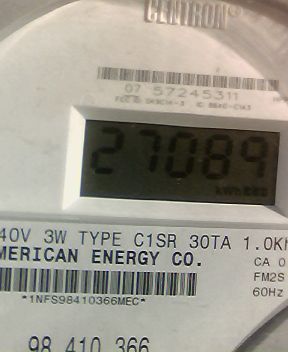 CENTRON®
07 57245311
27089
kWh
40V 3W TYPE C1SR 30TA 1.0Kh
MERICAN ENERGY CO.
CA 0
FM2S
*1NFS98410366MEC*
60Hz
98 410 366